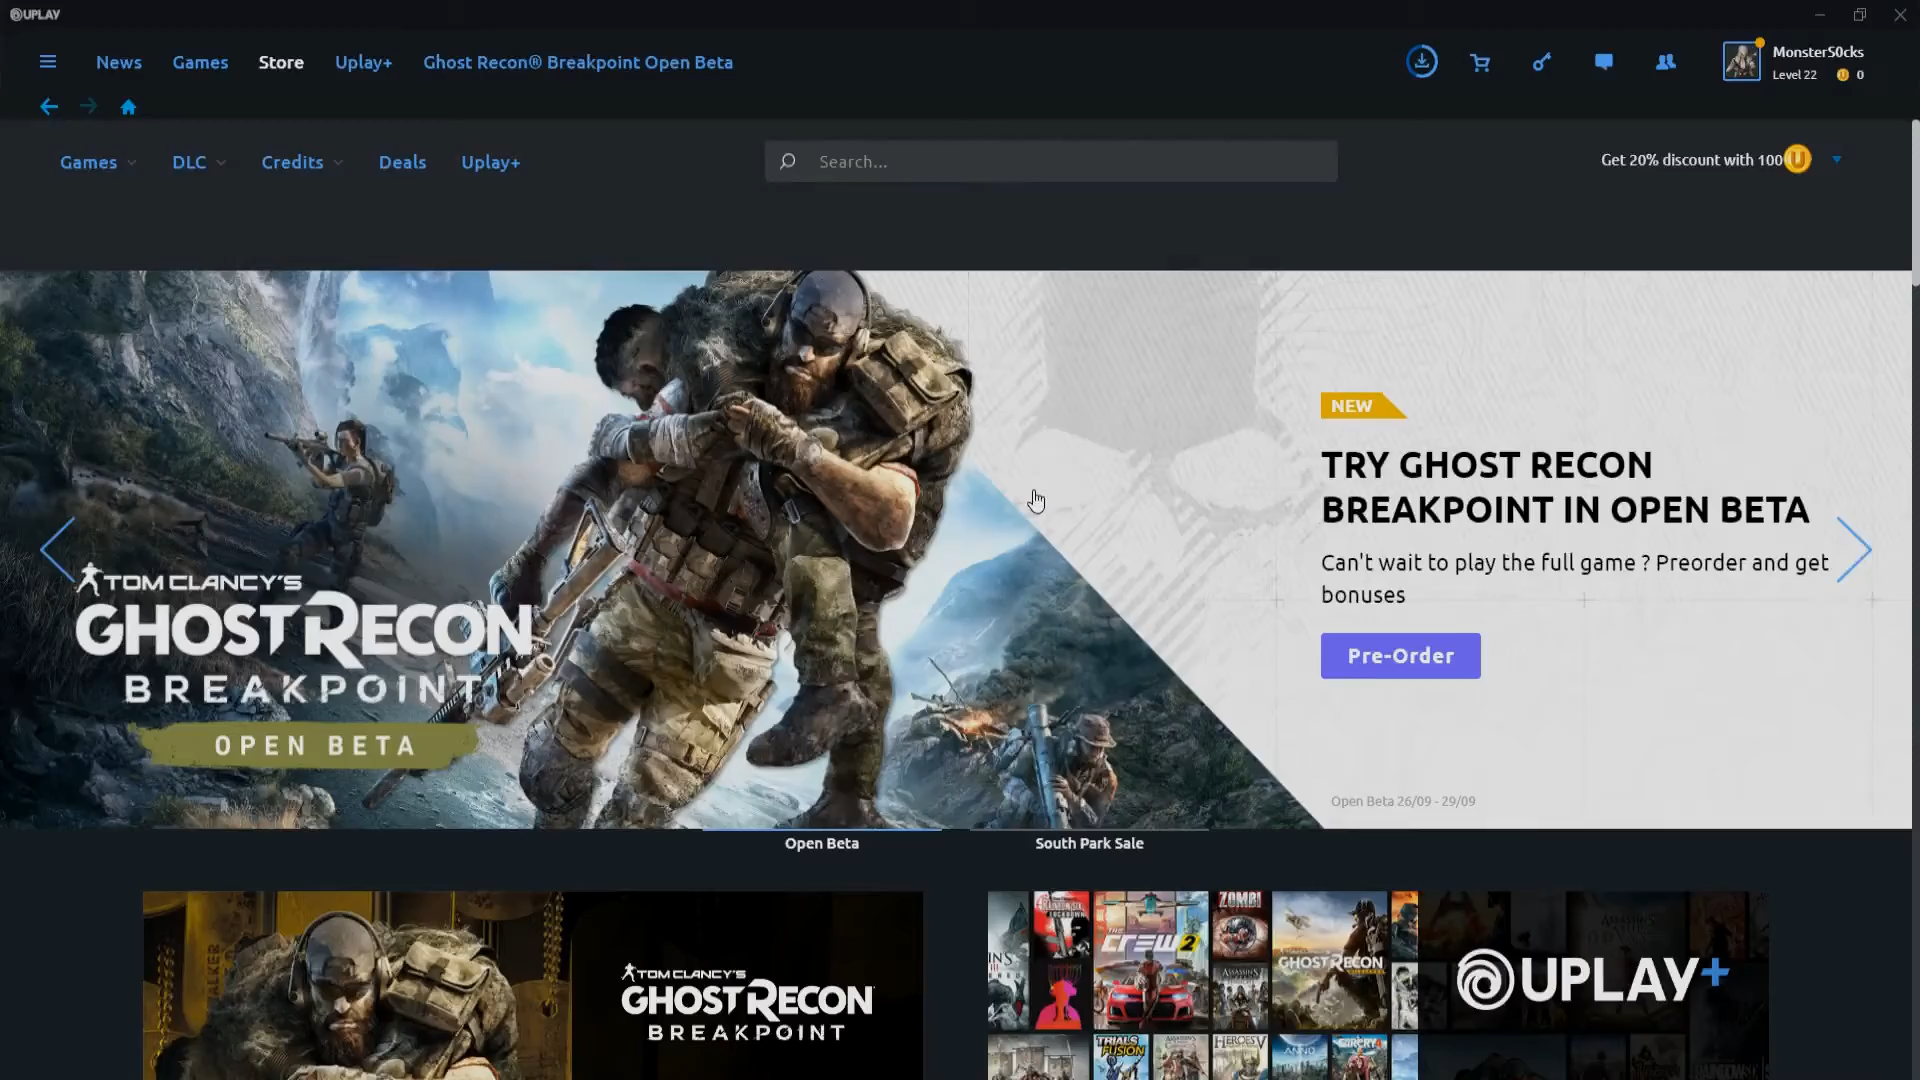 UPLAY
News Games Store Uplay+ Ghost Recon® Breakpoint Open Beta
MonsterS0cks
Level 22 0
Games DLC Credits Deals Uplay+ Search... Get 20% discount with 100
NEW
TRY GHOST RECON
BREAKPOINT IN OPEN BETA
Can't wait to play the full game ? Preorder and get
bonuses
Pre-Order
Open Beta 26/09 - 29/09
TOM CLANCY'S
GHOST RECON
BREAKPOINT
OPEN BETA
Open Beta South Park Sale
TOM CLANCY'S
GHOST RECON
BREAKPOINT
ZOMBI
THE
CREW 2
GHOST RECON
UPLAY+
TRIALS
FUSION
HEROES V
ANNO
FARCRY 4